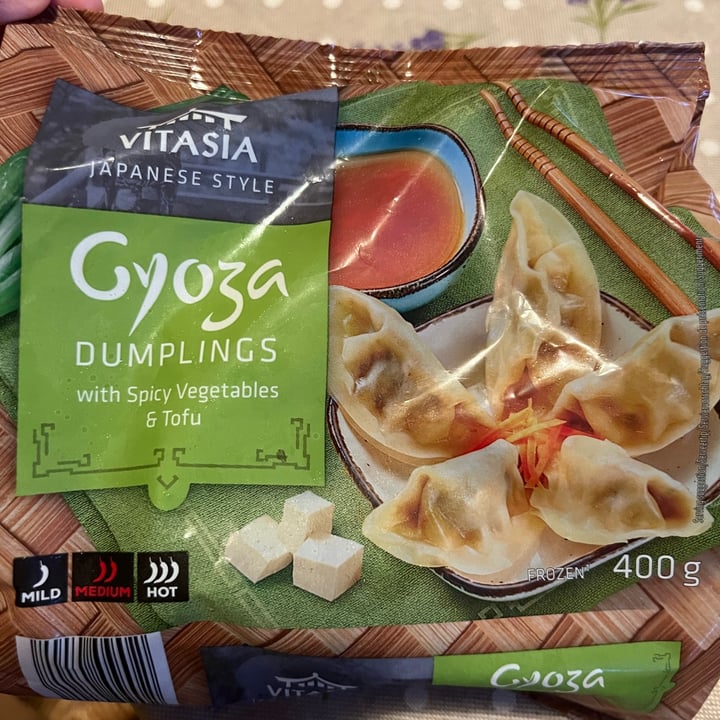 VITASIA
JAPANESE STYLE
Gyoza
DUMPLINGS
with Spicy Vegetables
& Tofu
MILD
MEDIUM
HOT
FROZEN
400 g
VITASIA
Gyoza